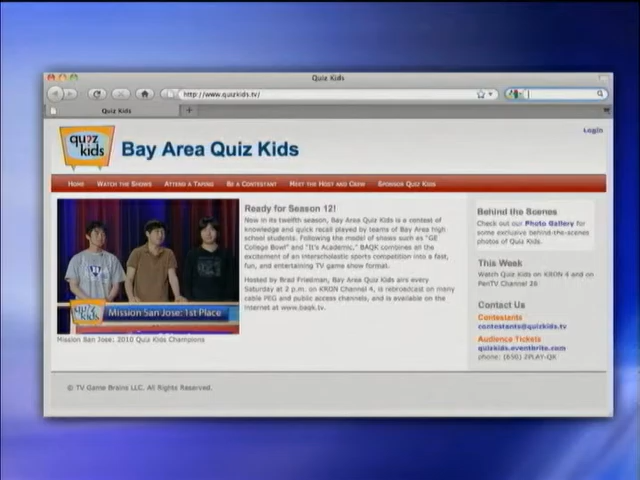 Quiz Kids
http://www.quizkids.tv/
Quiz Kids
Login
quiz
kids
Bay Area Quiz Kids
Home Watch the Shows Attend a Taping Be a Contestant Meet the Host and Crew Sponsor Quiz Kids
Ready for Season 12!
Now in its twelfth season, Bay Area Quiz Kids is a contest of
knowledge and quick recall played by teams of Bay Area high
school students. Following the model of shows such as "GE
College Bowl" and "It's Academic," BAQK combines the
excitement of an interscholastic sports competition into a fast,
fun, and entertaining TV game show format.
Hosted by Brad Friedman, Bay Area Quiz Kids airs every
Saturday at 2 p.m. on KRON Channel 4, is rebroadcast on many
cable PEG and public access channels, and is available on the
internet at www.baqk.tv.
quiz
kids
Mission San Jose: 1st Place
Mission San Jose: 2010 Quiz Kids Champions
Behind the Scenes
Check out our Photo Gallery for
some exclusive behind-the-scenes
photos of Quiz Kids.
This Week
Watch Quiz Kids on KRON 4 and on
PenTV Channel 26
Contact Us
Contestants
contestants@quizkids.tv
Audience Tickets
quizkids.eventbrite.com
phone: (650) 2PLAY-QK
© TV Game Brains LLC. All Rights Reserved.